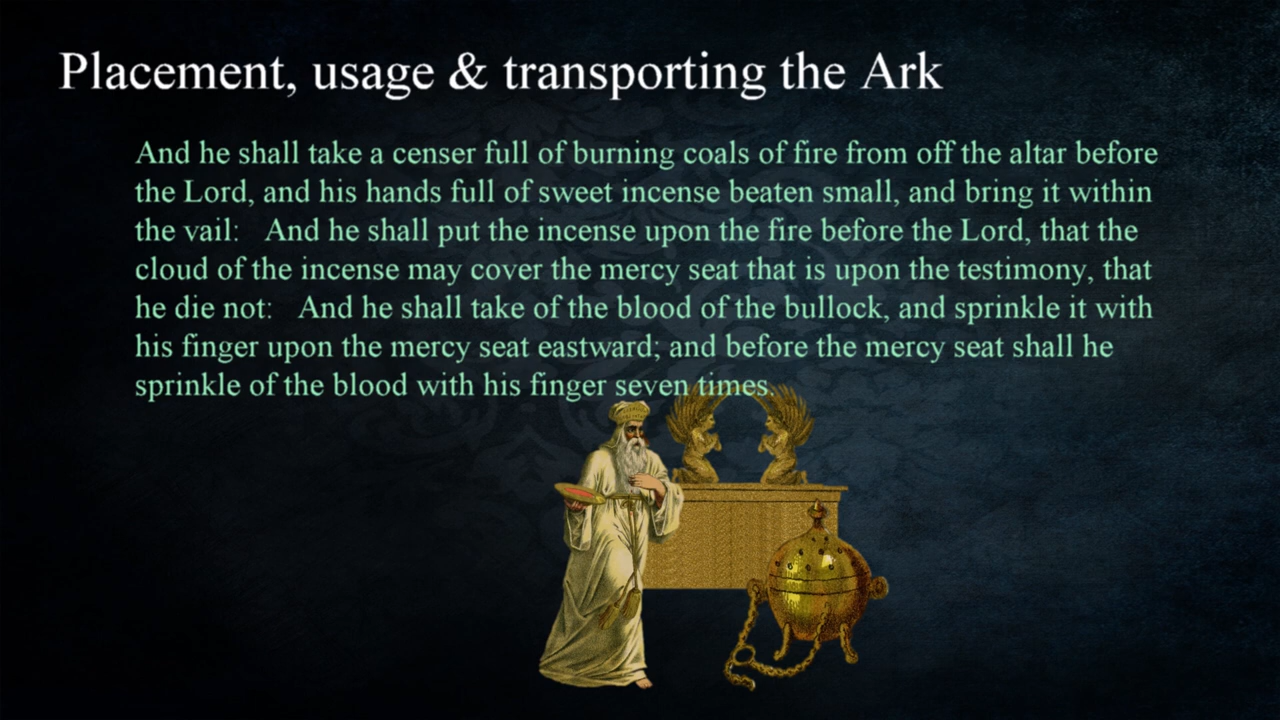 Placement, usage & transporting the Ark
And he shall take a censer full of burning coals of fire from off the altar before
the Lord, and his hands full of sweet incense beaten small, and bring it within
the vail: And he shall put the incense upon the fire before the Lord, that the
cloud of the incense may cover the mercy seat that is upon the testimony, that
he die not: And he shall take of the blood of the bullock, and sprinkle it with
his finger upon the mercy seat eastward; and before the mercy seat shall he
sprinkle of the blood with his finger seven times.